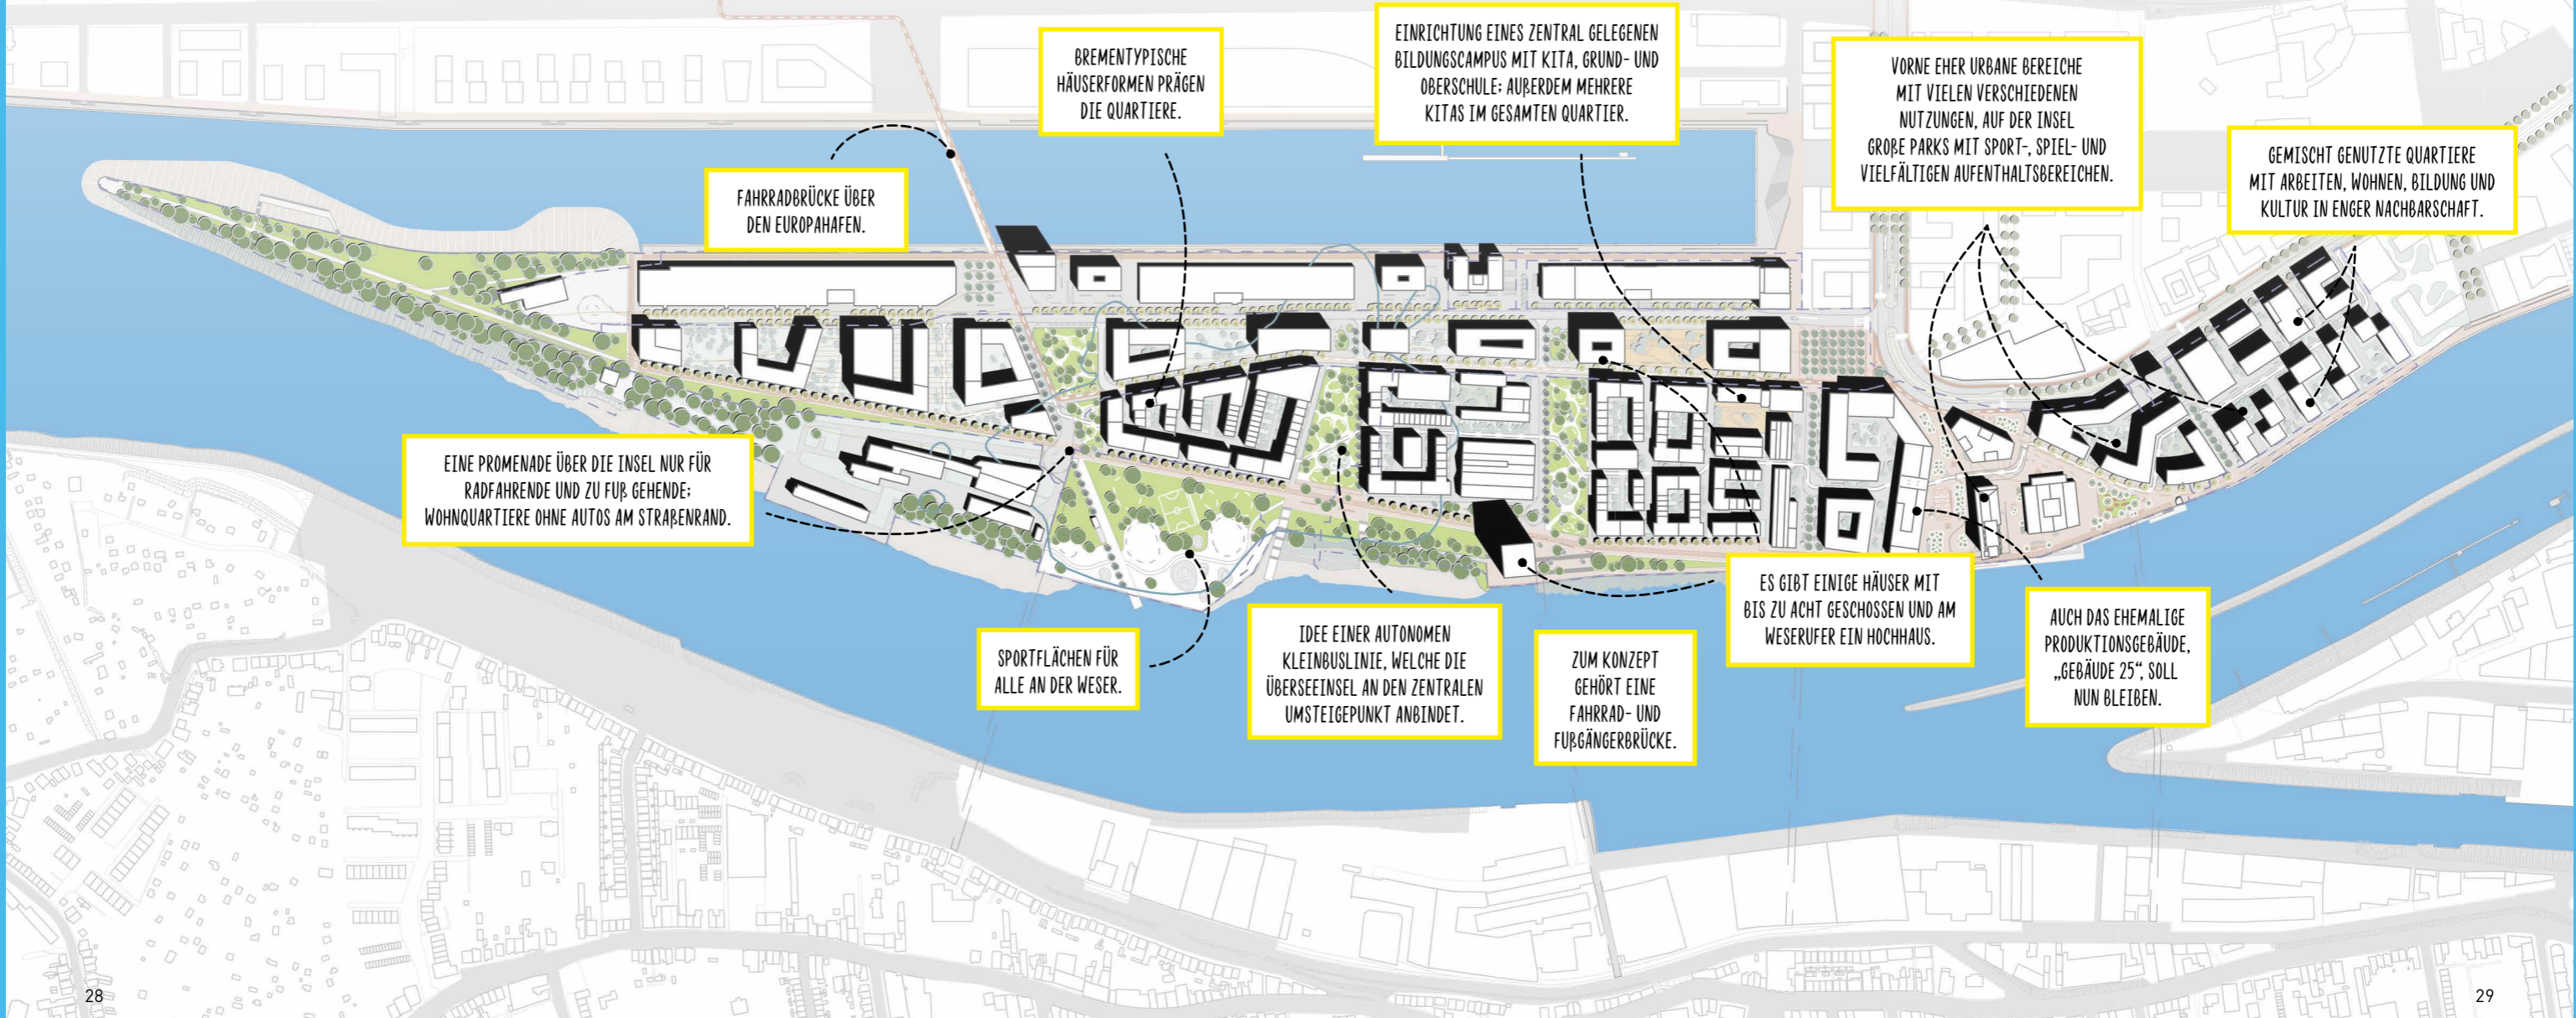 BREMENTYPISCHE
HÄUSERFORMEN PRÄGEN
DIE QUARTIERE.
EINRICHTUNG EINES ZENTRAL GELEGENEN
BILDUNGSCAMPUS MIT KITA, GRUND- UND
OBERSCHULE; AUßERDEM MEHRERE
KITAS IM GESAMTEN QUARTIER.
VORNE EHER URBANE BEREICHE
MIT VIELEN VERSCHIEDENEN
NUTZUNGEN, AUF DER INSEL
GROßE PARKS MIT SPORT-, SPIEL- UND
VIELFÄLTIGEN AUFENTHALTSBEREICHEN.
GEMISCHT GENUTZTE QUARTIERE
MIT ARBEITEN, WOHNEN, BILDUNG UND
KULTUR IN ENGER NACHBARSCHAFT.
FAHRRADBRÜCKE ÜBER
DEN EUROPAHAFEN.
EINE PROMENADE ÜBER DIE INSEL NUR FÜR
RADFAHRENDE UND ZU FUß GEHENDE;
WOHNQUARTIERE OHNE AUTOS AM STRAßENRAND.
SPORTFLÄCHEN FÜR
ALLE AN DER WESER.
IDEE EINER AUTONOMEN
KLEINBUSLINIE, WELCHE DIE
ÜBERSEEINSEL AN DEN ZENTRALEN
UMSTEIGEPUNKT ANBINDET.
ZUM KONZEPT
GEHÖRT EINE
FAHRRAD- UND
FUßGÄNGERBRÜCKE.
ES GIBT EINIGE HÄUSER MIT
BIS ZU ACHT GESCHOSSEN UND AM
WESERUFER EIN HOCHHAUS.
AUCH DAS EHEMALIGE
PRODUKTIONSGEBÄUDE,
„GEBÄUDE 25“, SOLL
NUN BLEIBEN.
28
29